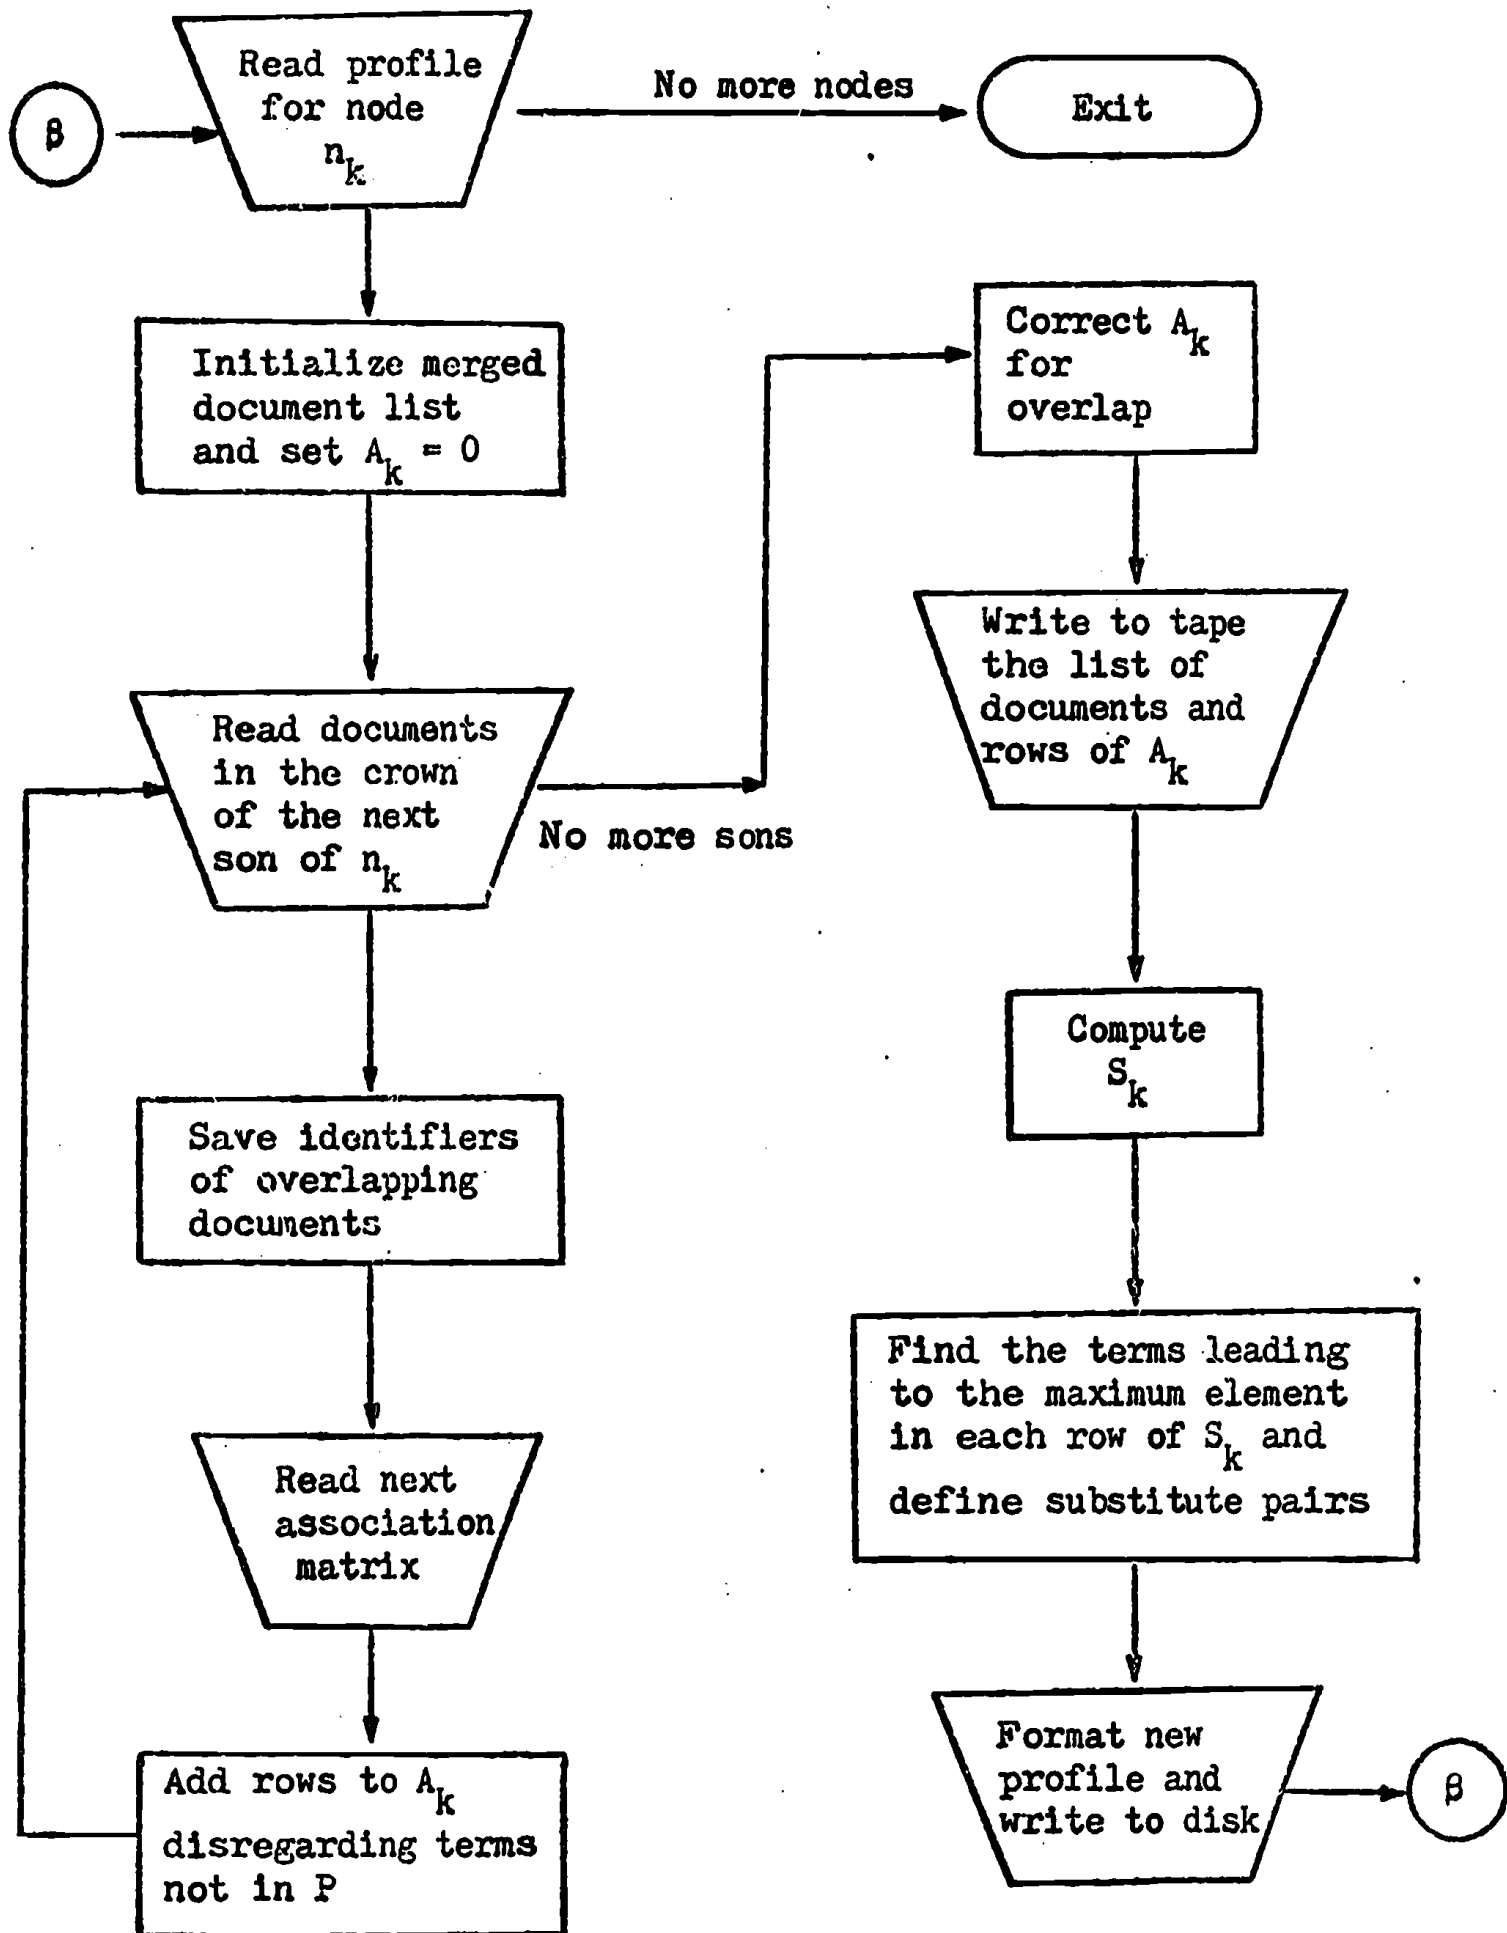 β
Read profile
for node
n_k
No more nodes
Exit
Initialize merged
document list
and set A_k = 0
Read documents
in the crown
of the next
son of n_k
No more sons
Save identifiers
of overlapping
documents
Read next
association
matrix
Add rows to A_k
disregarding terms
not in P
Correct A_k
for
overlap
Write to tape
the list of
documents and
rows of A_k
Compute
S_k
Find the terms leading
to the maximum element
in each row of S_k and
define substitute pairs
Format new
profile and
write to disk
β